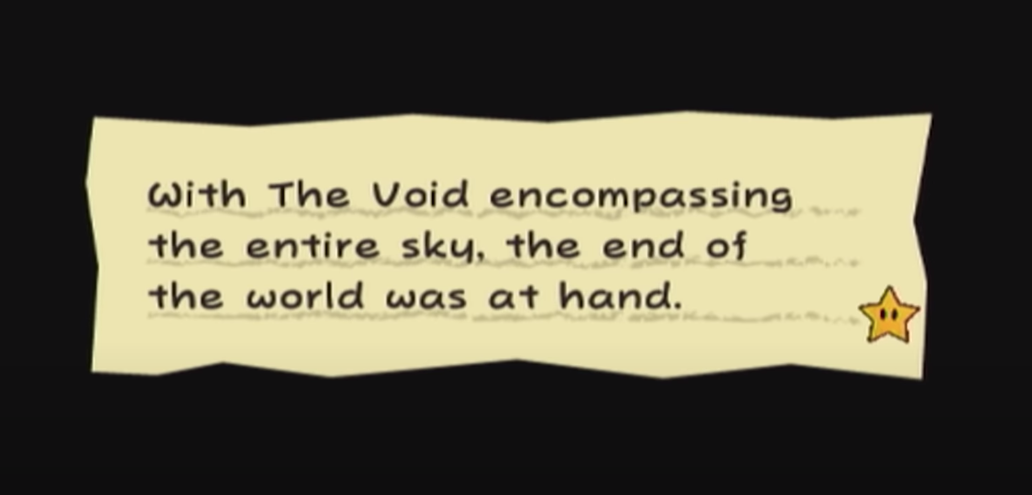 With The Void encompassing
the entire sky, the end of
the world was at hand.